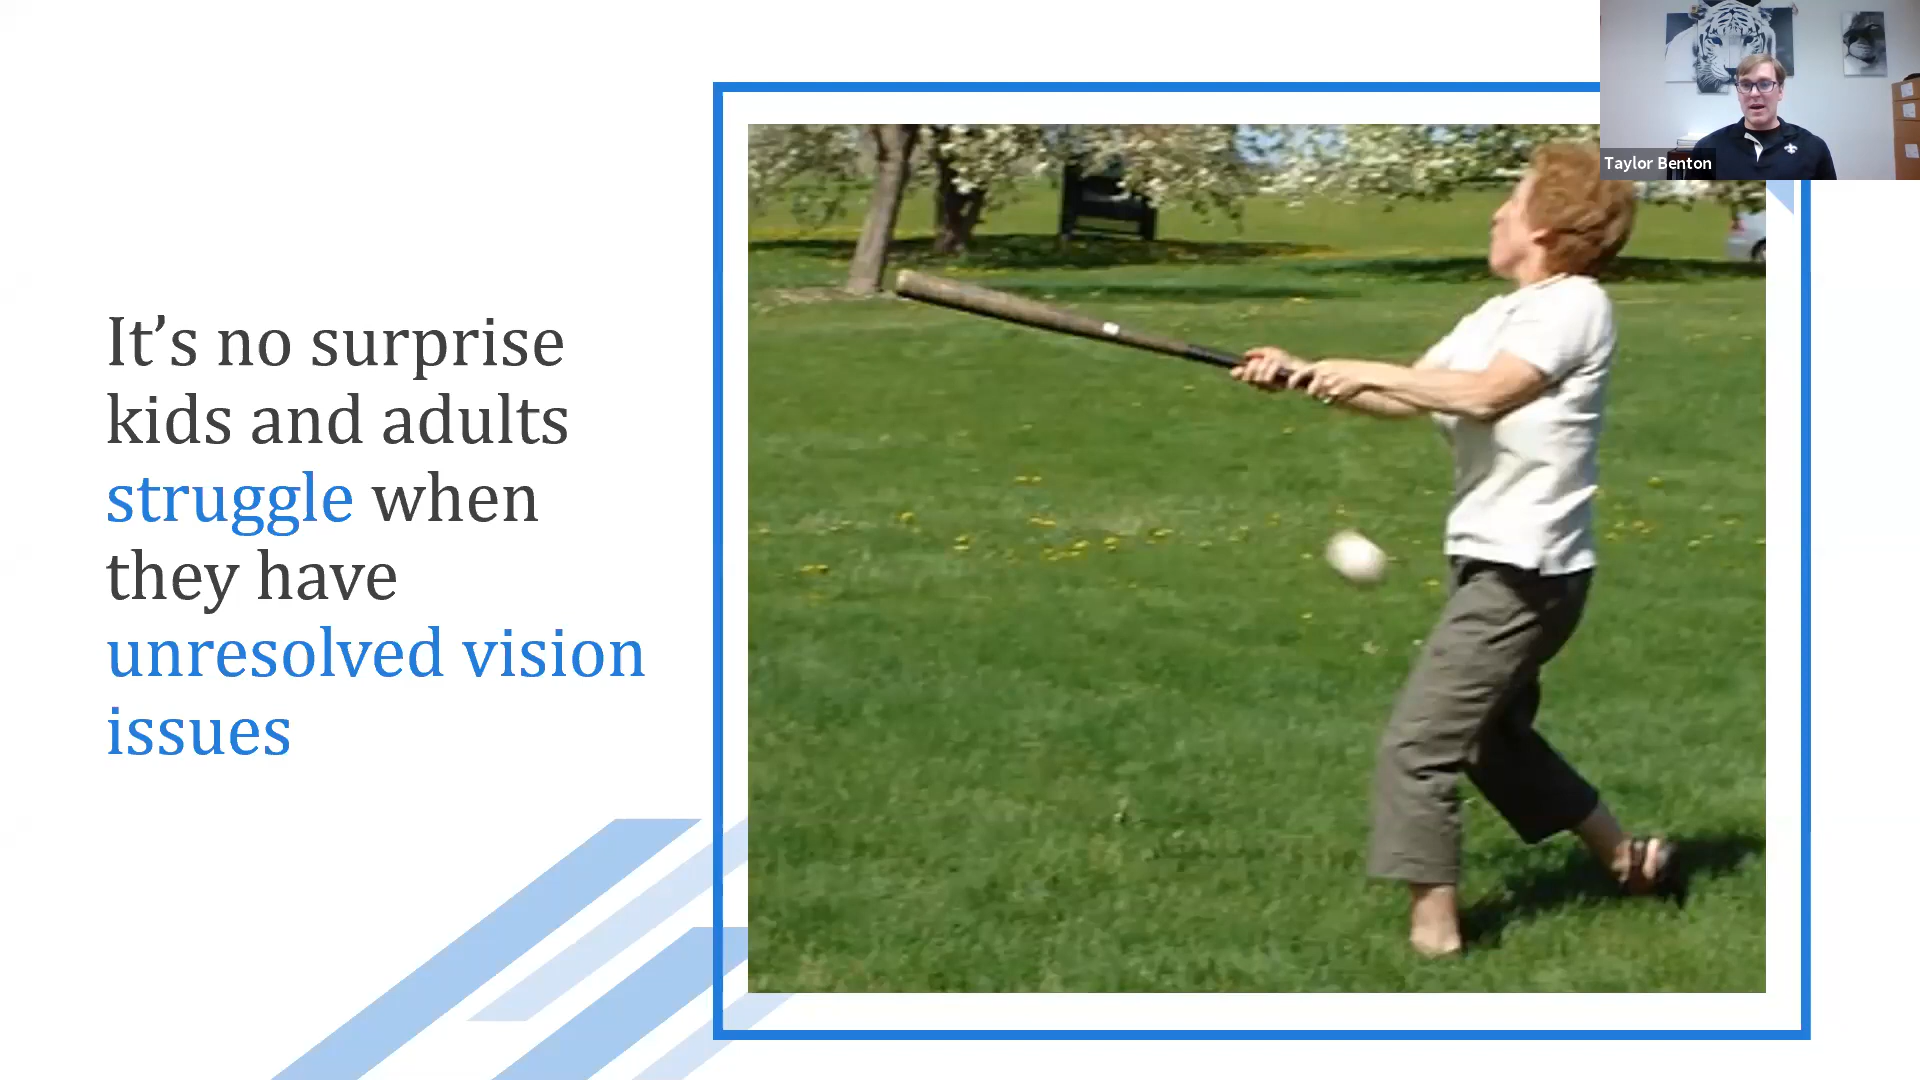 It’s no surprise
kids and adults
struggle when
they have
unresolved vision
issues
Taylor Benton